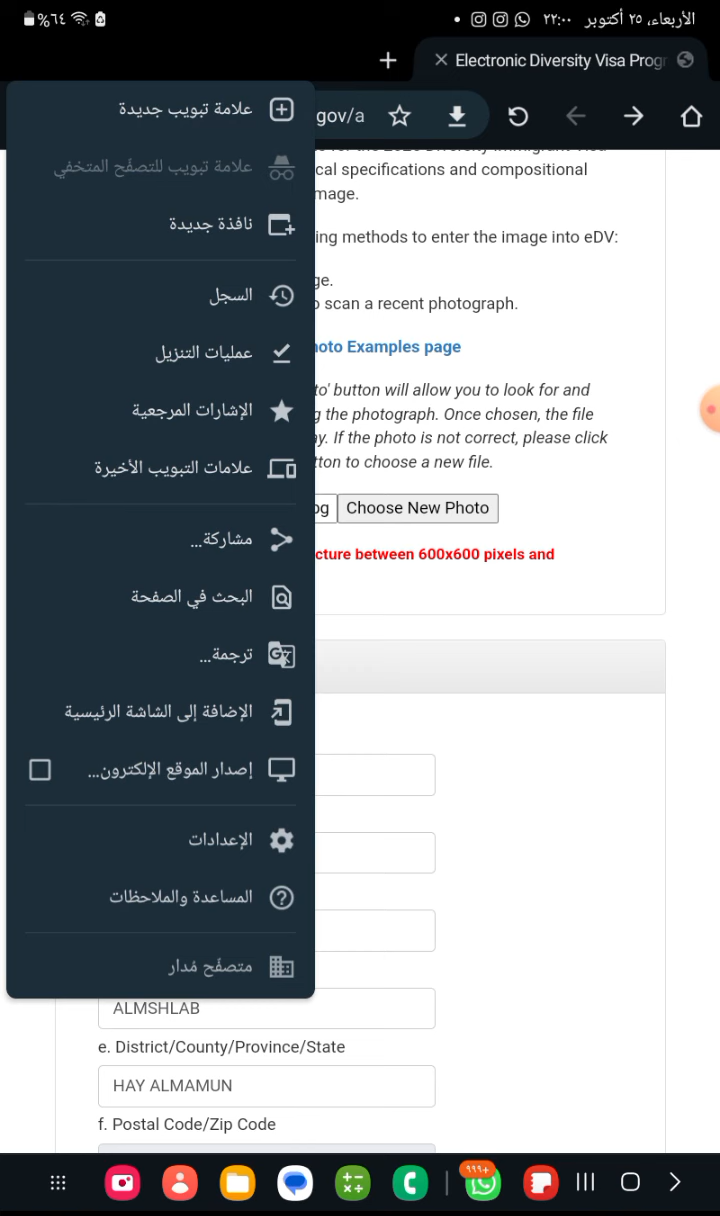 الأربعاء، ٢٥ أكتوبر ٢٢:٠٠
٦٤%
Electronic Diversity Visa Progr
gov/a
علامة تبويب جديدة
علامة تبويب للتصفّح المتخفي
نافذة جديدة
السجل
عمليات التنزيل
الإشارات المرجعية
علامات التبويب الأخيرة
مشاركة...
البحث في الصفحة
ترجمة...
الإضافة إلى الشاشة الرئيسية
إصدار الموقع الإلكترون...
الإعدادات
المساعدة والملاحظات
متصفّح مُدار
cal specifications and compositional
mage.
ing methods to enter the image into eDV:
ge.
o scan a recent photograph.
hoto Examples page
to' button will allow you to look for and
g the photograph. Once chosen, the file
ay. If the photo is not correct, please click
tton to choose a new file.
Choose New Photo
cture between 600x600 pixels and
ALMSHLAB
e. District/County/Province/State
HAY ALMAMUN
f. Postal Code/Zip Code
٩٩٩+